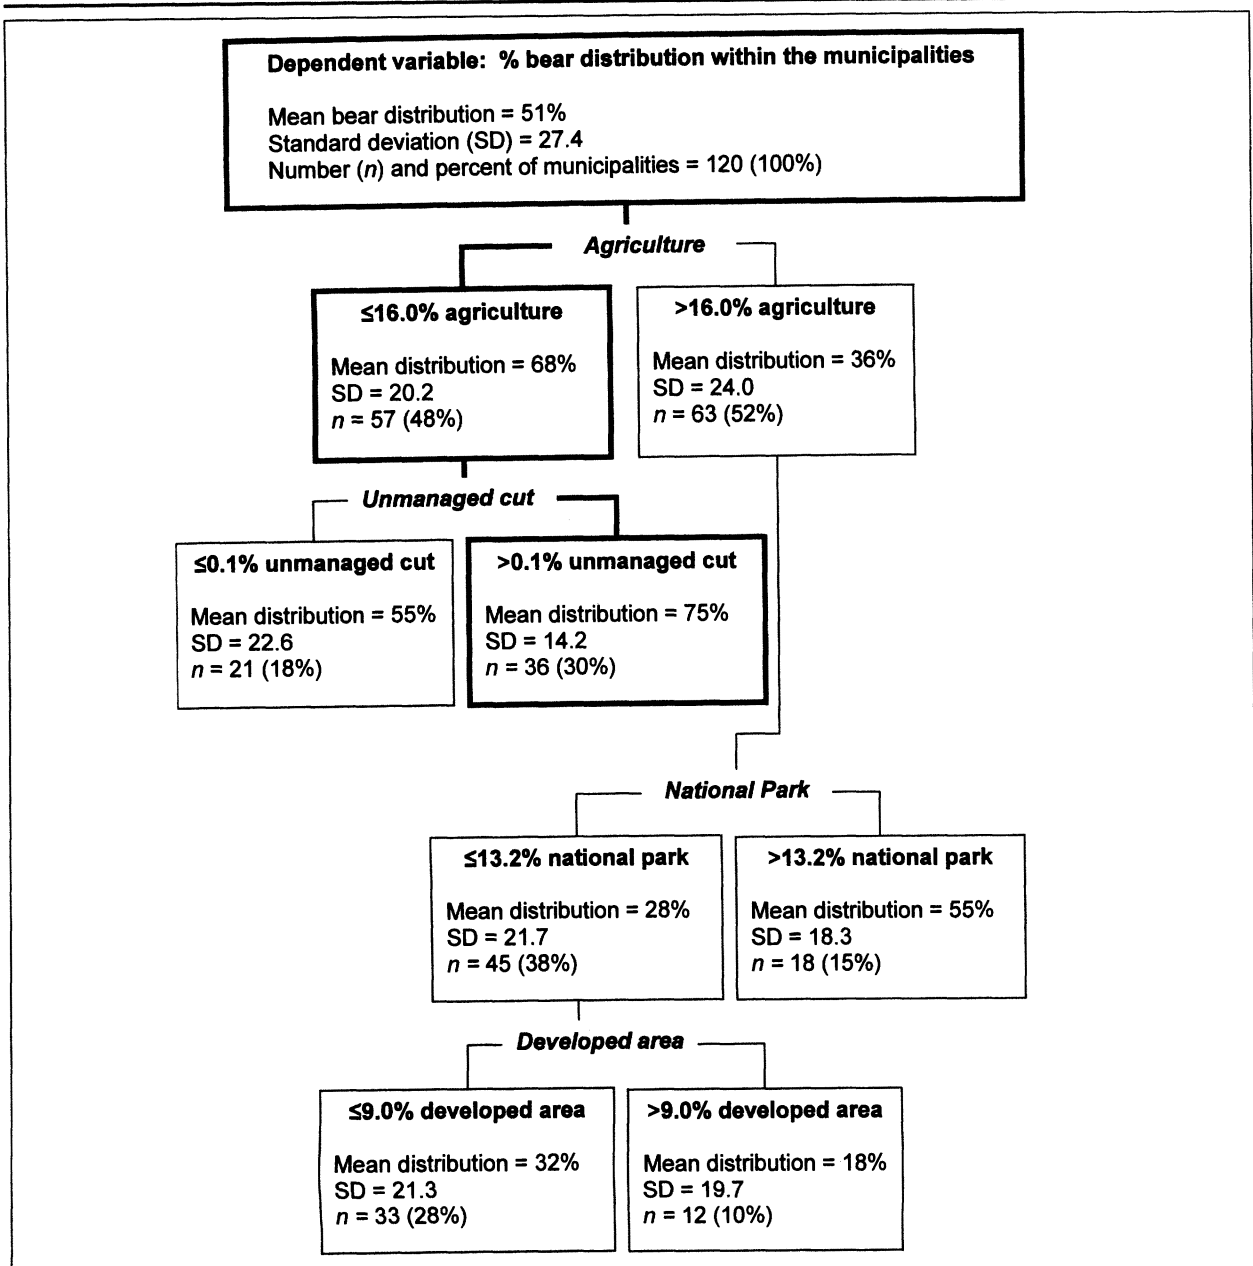 Dependent variable: % bear distribution within the municipalities
Mean bear distribution = 51%
Standard deviation (SD) = 27.4
Number (n) and percent of municipalities = 120 (100%)
Agriculture
≤16.0% agriculture
Mean distribution = 68%
SD = 20.2
n = 57 (48%)
>16.0% agriculture
Mean distribution = 36%
SD = 24.0
n = 63 (52%)
Unmanaged cut
≤0.1% unmanaged cut
Mean distribution = 55%
SD = 22.6
n = 21 (18%)
>0.1% unmanaged cut
Mean distribution = 75%
SD = 14.2
n = 36 (30%)
National Park
≤13.2% national park
Mean distribution = 28%
SD = 21.7
n = 45 (38%)
>13.2% national park
Mean distribution = 55%
SD = 18.3
n = 18 (15%)
Developed area
≤9.0% developed area
Mean distribution = 32%
SD = 21.3
n = 33 (28%)
>9.0% developed area
Mean distribution = 18%
SD = 19.7
n = 12 (10%)